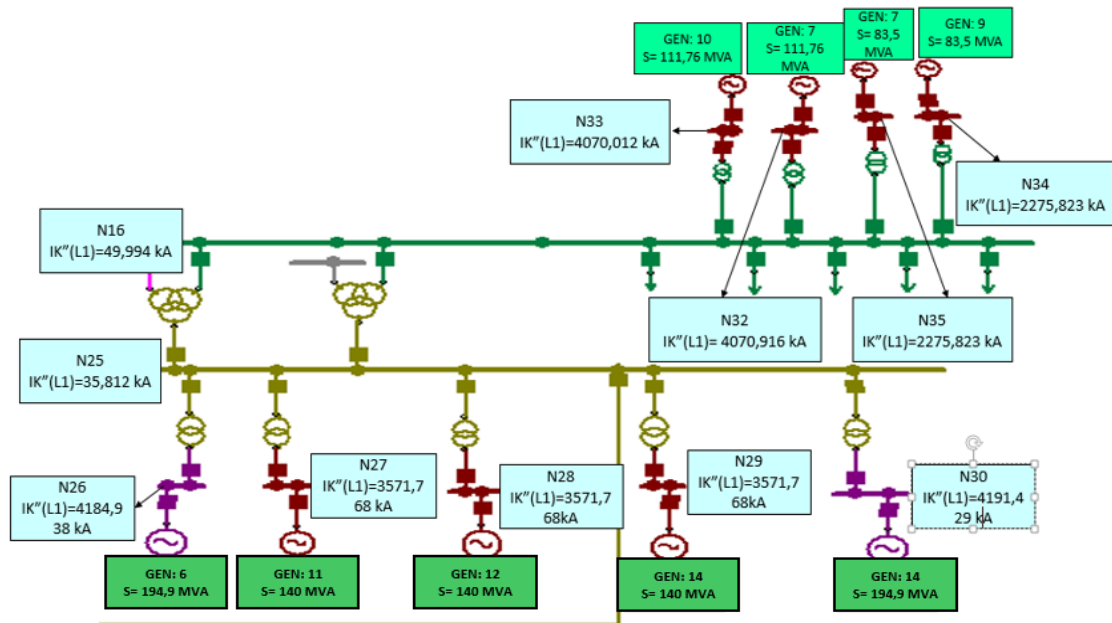 GEN: 10
S= 111,76 MVA
GEN: 7
S= 111,76
MVA
GEN: 7
S= 83,5
MVA
GEN: 9
S= 83,5 MVA
N33
IK”(L1)=4070,012 kA
N34
IK”(L1)=2275,823 kA
N16
IK”(L1)=49,994 kA
N32
IK”(L1)= 4070,916 kA
N35
IK”(L1)=2275,823 kA
N25
IK”(L1)=35,812 kA
N26
IK”(L1)=4184,9
38 kA
N27
IK”(L1)=3571,7
68 kA
N28
IK”(L1)=3571,7
68kA
N29
IK”(L1)=3571,7
68kA
N30
IK”(L1)=4191,4
29 kA
GEN: 6
S= 194,9 MVA
GEN: 11
S= 140 MVA
GEN: 12
S= 140 MVA
GEN: 14
S= 140 MVA
GEN: 14
S= 194,9 MVA